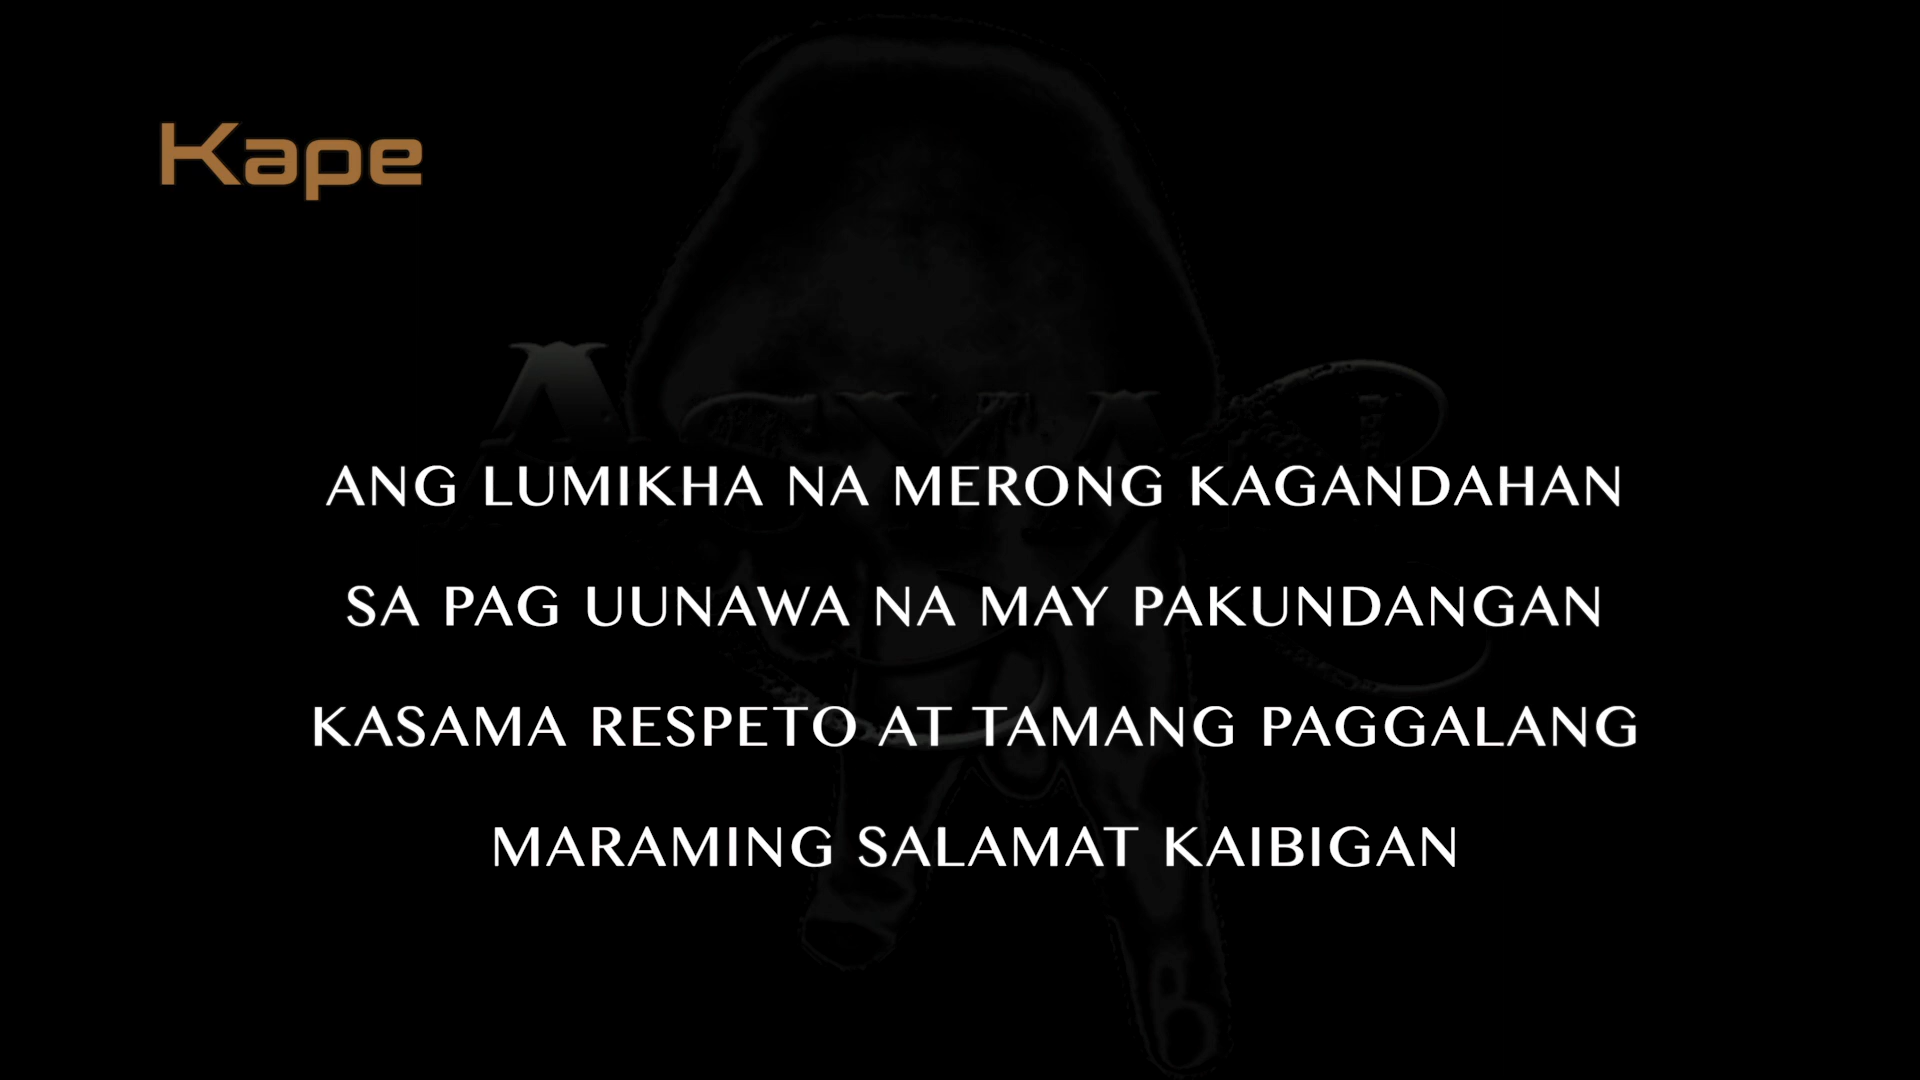 Kape
ANG LUMIKHA NA MERONG KAGANDAHAN
SA PAG UUNAWA NA MAY PAKUNDANGAN
KASAMA RESPETO AT TAMANG PAGGALANG
MARAMING SALAMAT KAIBIGAN